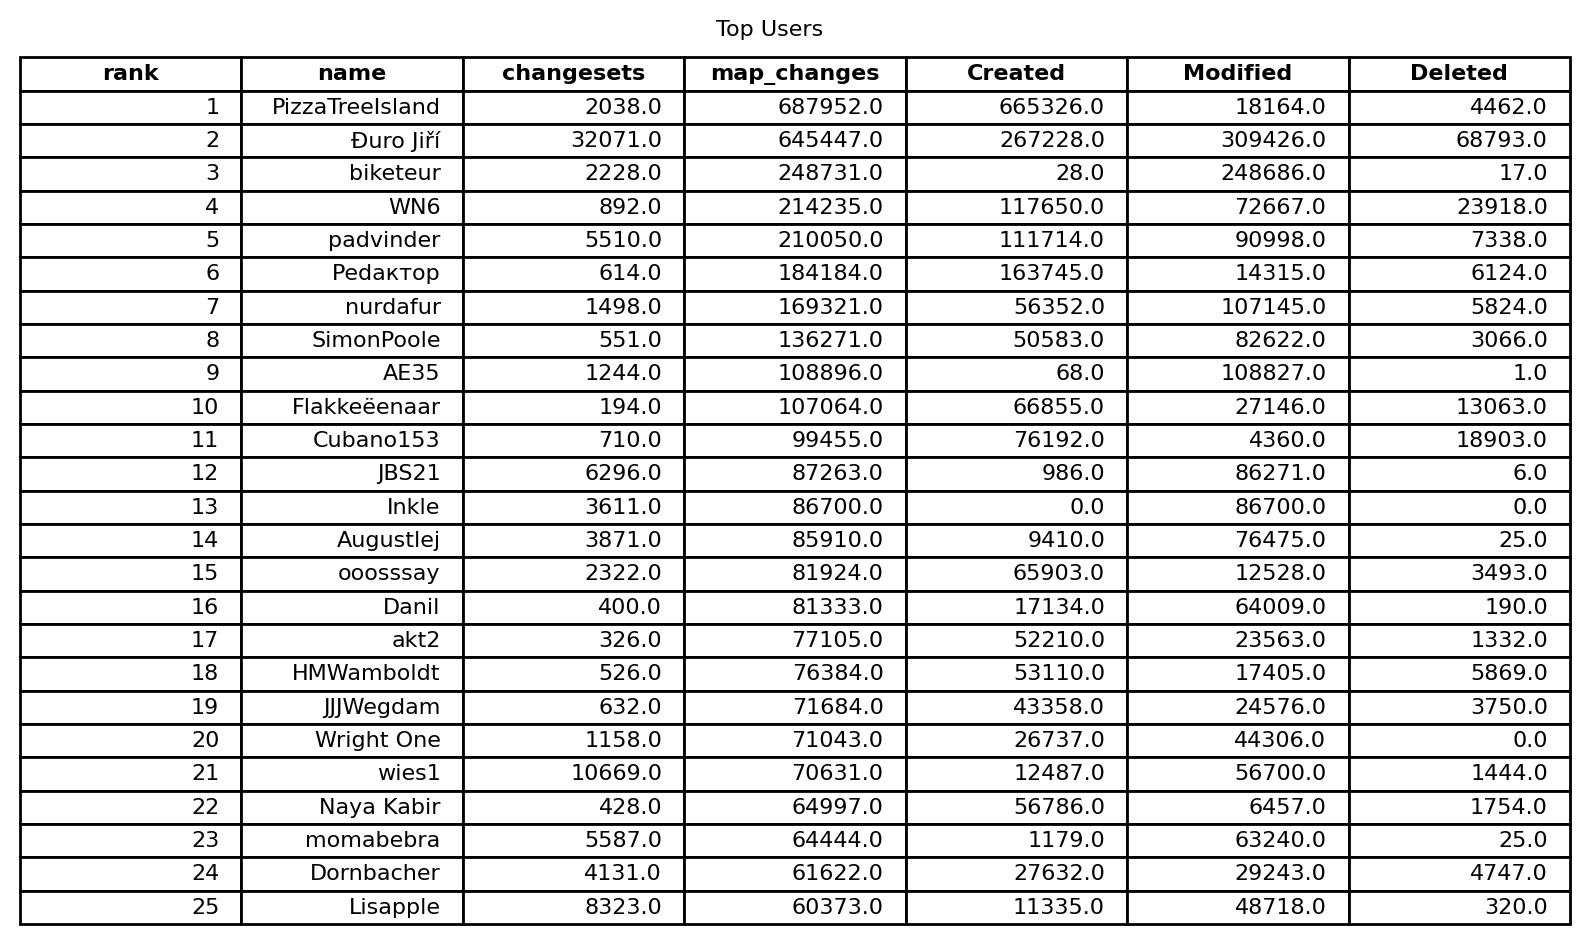 Top Users
rank name changesets map_changes Created Modified Deleted
1 PizzaTreeIsland 2038.0 687952.0 665326.0 18164.0 4462.0
2 Đuro Jiří 32071.0 645447.0 267228.0 309426.0 68793.0
3 biketeur 2228.0 248731.0 28.0 248686.0 17.0
4 WN6 892.0 214235.0 117650.0 72667.0 23918.0
5 padvinder 5510.0 210050.0 111714.0 90998.0 7338.0
6 Pedактор 614.0 184184.0 163745.0 14315.0 6124.0
7 nurdafur 1498.0 169321.0 56352.0 107145.0 5824.0
8 SimonPoole 551.0 136271.0 50583.0 82622.0 3066.0
9 AE35 1244.0 108896.0 68.0 108827.0 1.0
10 Flakkeëenaar 194.0 107064.0 66855.0 27146.0 13063.0
11 Cubano153 710.0 99455.0 76192.0 4360.0 18903.0
12 JBS21 6296.0 87263.0 986.0 86271.0 6.0
13 Inkle 3611.0 86700.0 0.0 86700.0 0.0
14 Augustlej 3871.0 85910.0 9410.0 76475.0 25.0
15 ooosssay 2322.0 81924.0 65903.0 12528.0 3493.0
16 Danil 400.0 81333.0 17134.0 64009.0 190.0
17 akt2 326.0 77105.0 52210.0 23563.0 1332.0
18 HMWamboldt 526.0 76384.0 53110.0 17405.0 5869.0
19 JJJWegdam 632.0 71684.0 43358.0 24576.0 3750.0
20 Wright One 1158.0 71043.0 26737.0 44306.0 0.0
21 wies1 10669.0 70631.0 12487.0 56700.0 1444.0
22 Naya Kabir 428.0 64997.0 56786.0 6457.0 1754.0
23 momabebra 5587.0 64444.0 1179.0 63240.0 25.0
24 Dornbacher 4131.0 61622.0 27632.0 29243.0 4747.0
25 Lisapple 8323.0 60373.0 11335.0 48718.0 320.0